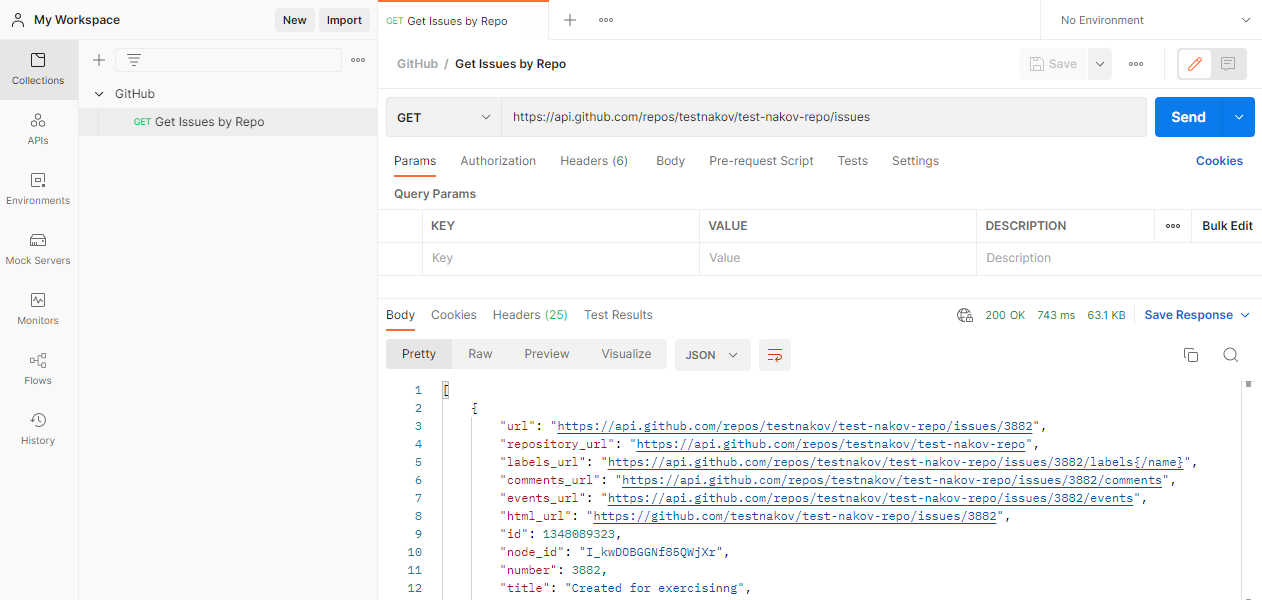 My Workspace
New
Import
GET Get Issues by Repo
No Environment
Collections
APIs
Environments
Mock Servers
Monitors
Flows
History
GitHub
GET Get Issues by Repo
GitHub / Get Issues by Repo
Save
GET
https://api.github.com/repos/testnakov/test-nakov-repo/issues
Send
Params Authorization Headers (6) Body Pre-request Script Tests Settings Cookies
Query Params
KEY VALUE DESCRIPTION Bulk Edit
Key Value Description
Body Cookies Headers (25) Test Results 200 OK 743 ms 63.1 KB Save Response
Pretty Raw Preview Visualize JSON
1 [
2 {
3 "url": "https://api.github.com/repos/testnakov/test-nakov-repo/issues/3882",
4 "repository_url": "https://api.github.com/repos/testnakov/test-nakov-repo",
5 "labels_url": "https://api.github.com/repos/testnakov/test-nakov-repo/issues/3882/labels{/name}",
6 "comments_url": "https://api.github.com/repos/testnakov/test-nakov-repo/issues/3882/comments",
7 "events_url": "https://api.github.com/repos/testnakov/test-nakov-repo/issues/3882/events",
8 "html_url": "https://github.com/testnakov/test-nakov-repo/issues/3882",
9 "id": 1348089323,
10 "node_id": "I_kwDOBGGNf85QWjXr",
11 "number": 3882,
12 "title": "Created for exercisinng",